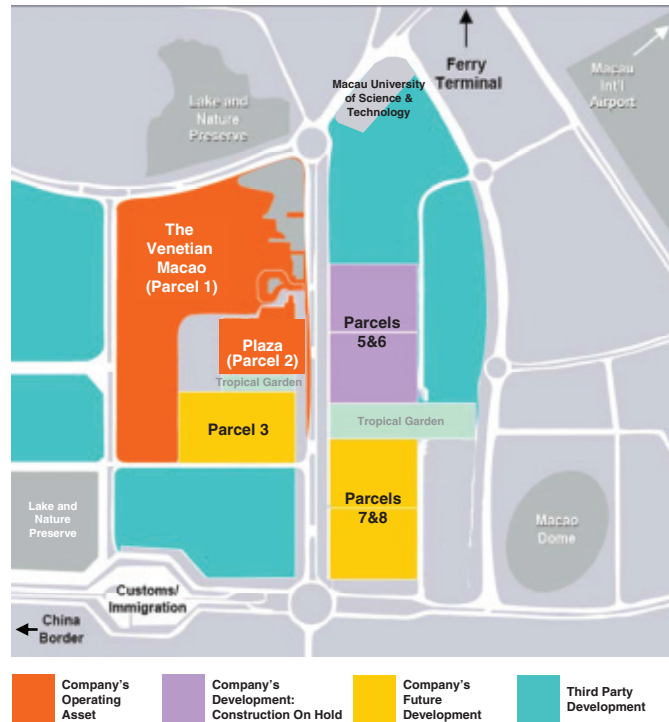 Ferry
Terminal
Macau
Int'l
Airport
Macau University
of Science &
Technology
Lake and
Nature
Preserve
The
Venetian
Macao
(Parcel 1)
Parcels
5&6
Plaza
(Parcel 2)
Tropical Garden
Tropical Garden
Parcel 3
Parcels
7&8
Lake and
Nature
Preserve
Macao
Dome
Customs/
Immigration
China
Border
Company's
Operating
Asset
Company's
Development:
Construction On Hold
Company's
Future
Development
Third Party
Development